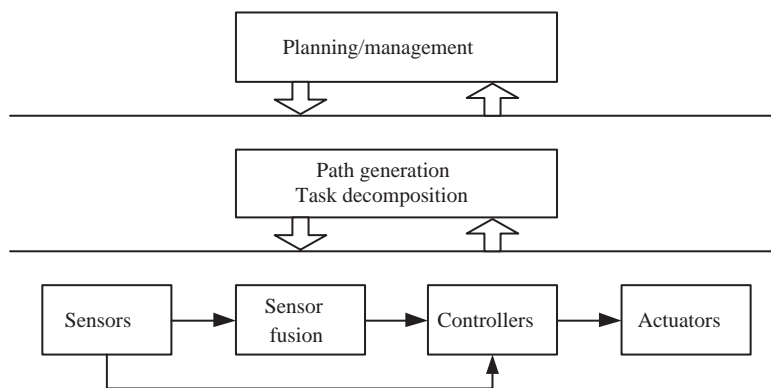 Planning/management
Path generation
Task decomposition
Sensors
Sensor
fusion
Controllers
Actuators